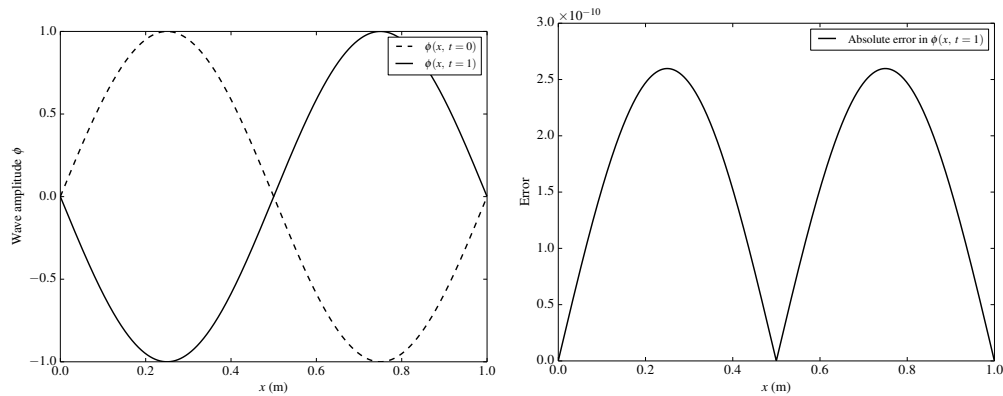 1.0
0.5
0.0
−0.5
−1.0
Wave amplitude ϕ
ϕ(x, t=0)
ϕ(x, t=1)
0.0 0.2 0.4 0.6 0.8 1.0
x (m)
3.0 ×10⁻¹⁰
2.5
2.0
1.5
1.0
0.5
0.0
Error
Absolute error in ϕ(x, t=1)
0.0 0.2 0.4 0.6 0.8 1.0
x (m)